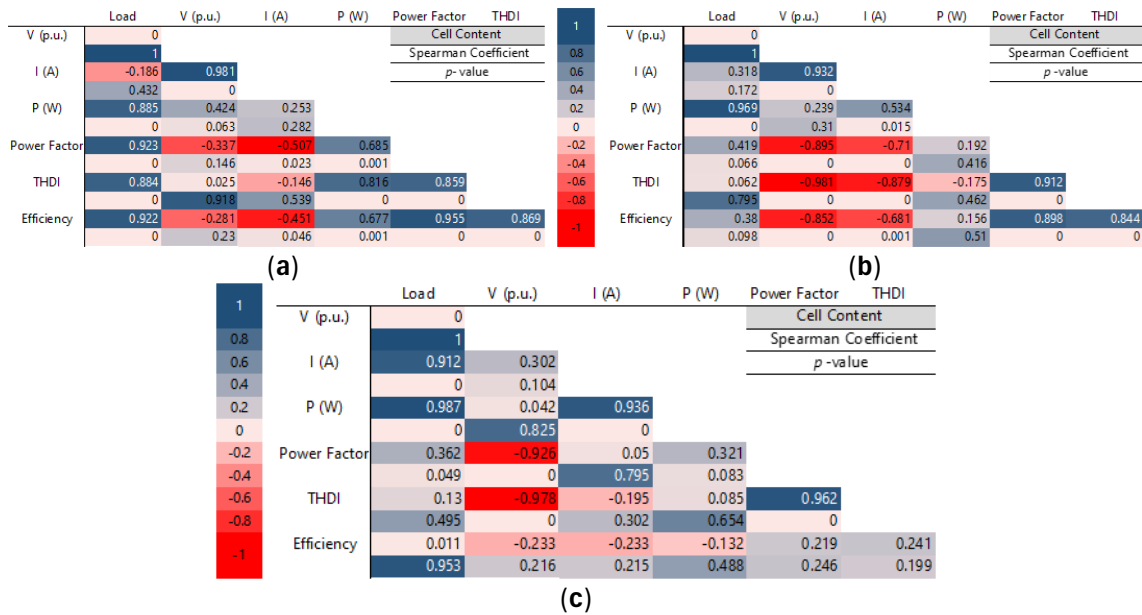 Load V (p.u.) I (A) P (W) Power Factor THDI
V (p.u.) 0 Cell Content
1 Spearman Coefficient
I (A) -0.186 0.981 p- value
0.432 0
P (W) 0.885 0.424 0.253
0 0.063 0.282
Power Factor 0.923 -0.337 -0.507 0.685
0 0.146 0.023 0.001
THDI 0.884 0.025 -0.146 0.816 0.859
0 0.918 0.539 0 0
Efficiency 0.922 -0.281 -0.451 0.677 0.955 0.869
0 0.23 0.046 0.001 0 0
(a)
1
0.8
0.6
0.4
0.2
0
-0.2
-0.4
-0.6
-0.8
-1
Load V (p.u.) I (A) P (W) Power Factor THDI
V (p.u.) 0 Cell Content
1 Spearman Coefficient
I (A) 0.318 0.932 p- value
0.172 0
P (W) 0.969 0.239 0.534
0 0.31 0.015
Power Factor 0.419 -0.895 -0.71 0.192
0.066 0 0 0.416
THDI 0.062 -0.981 -0.879 -0.175 0.912
0.795 0 0 0.462 0
Efficiency 0.38 -0.852 -0.681 0.156 0.898 0.844
0.098 0 0.001 0.51 0 0
(b)
1
0.8
0.6
0.4
0.2
0
-0.2
-0.4
-0.6
-0.8
-1
Load V (p.u.) I (A) P (W) Power Factor THDI
V (p.u.) 0 Cell Content
1 Spearman Coefficient
I (A) 0.912 0.302 p -value
0 0.104
P (W) 0.987 0.042 0.936
0 0.825 0
Power Factor 0.362 -0.926 0.05 0.321
0.049 0 0.795 0.083
THDI 0.13 -0.978 -0.195 0.085 0.962
0.495 0 0.302 0.654 0
Efficiency 0.011 -0.233 -0.233 -0.132 0.219 0.241
0.953 0.216 0.215 0.488 0.246 0.199
(c)